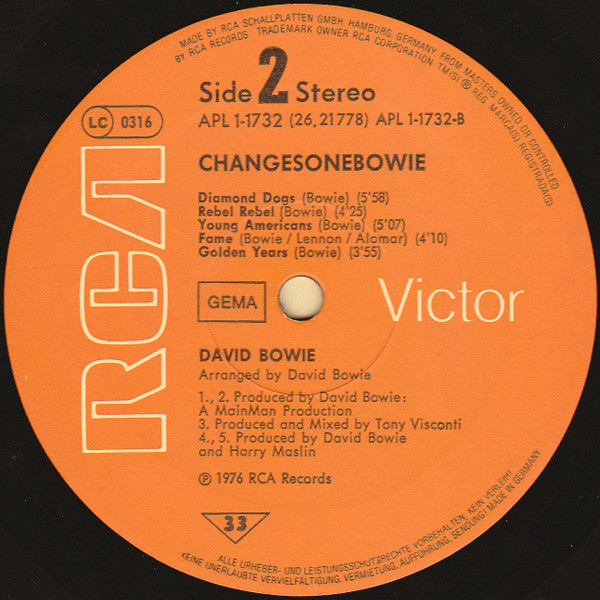 MADE BY RCA SCHALLPLATTEN GMBH, HAMBURG, GERMANY, FROM MASTERS OWNED OR CONTROLLED
BY RCA RECORDS TRADEMARK OWNER RCA CORPORATION TM(S) ® REG. MARCA(S) REGISTRADA(S)
Side 2 Stereo
APL 1-1732 (26.21778) APL 1-1732-B
LC 0316
CHANGESONEBOWIE
Diamond Dogs (Bowie) (5'58)
Rebel Rebel (Bowie) (4'25)
Young Americans (Bowie) (5'07)
Fame (Bowie / Lennon / Alomar) (4'10)
Golden Years (Bowie) (3'55)
RCA
GEMA
Victor
DAVID BOWIE
Arranged by David Bowie
1., 2. Produced by David Bowie:
A MainMan Production
3. Produced and Mixed by Tony Visconti
4., 5. Produced by David Bowie
and Harry Maslin
℗ 1976 RCA Records
33
ALLE URHEBER- UND LEISTUNGSSCHUTZRECHTE VORBEHALTEN. KEIN VERLEIH!
KEINE UNERLAUBTE VERVIELFÄLTIGUNG, VERMIETUNG, AUFFÜHRUNG, SENDUNG! MADE IN GERMANY